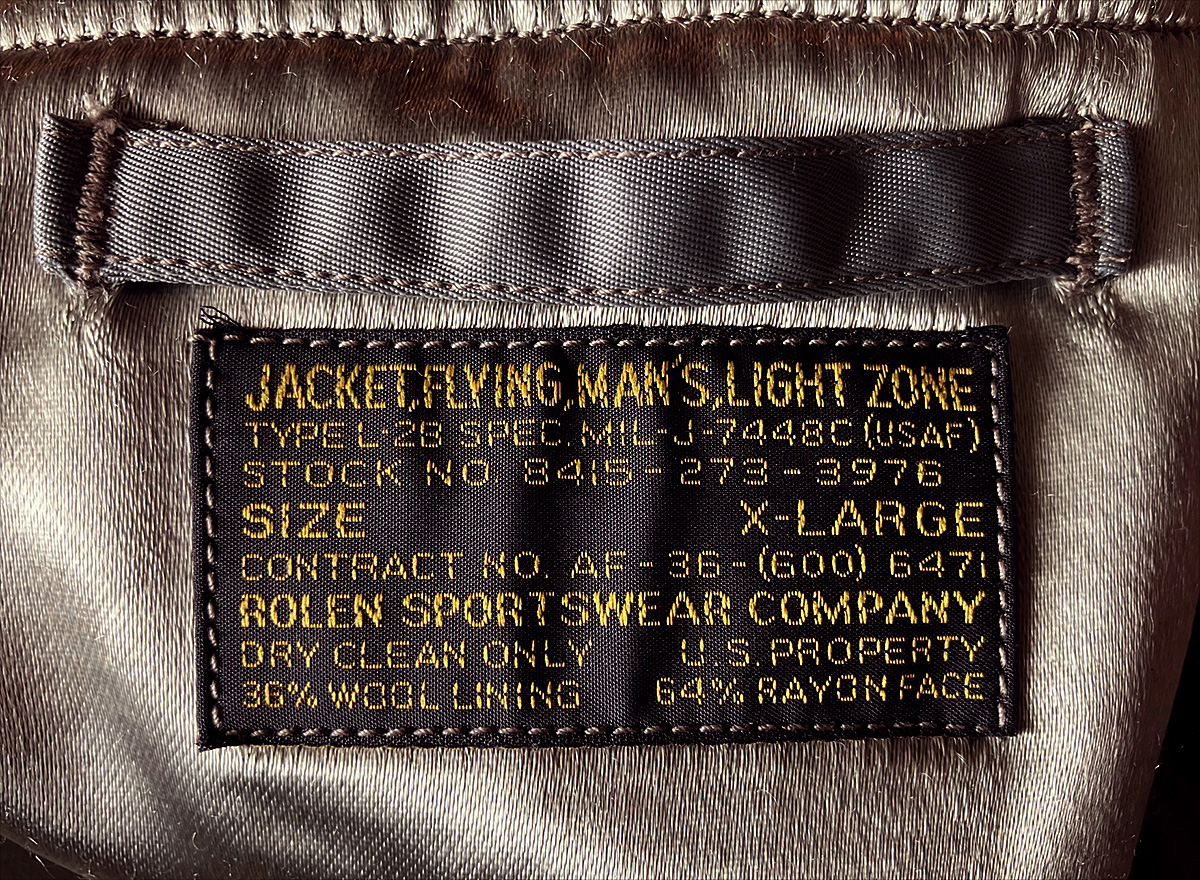 JACKET,FLYING,MAN'S,LIGHT ZONE
TYPE L-2B SPEC. MIL-J-7448C (USAF)
STOCK NO 8415-273-3976
SIZE X-LARGE
CONTRACT NO. AF-36-(600) 6471
ROLEN SPORTSWEAR COMPANY
DRY CLEAN ONLY U.S. PROPERTY
36% WOOL LINING 64% RAYON FACE